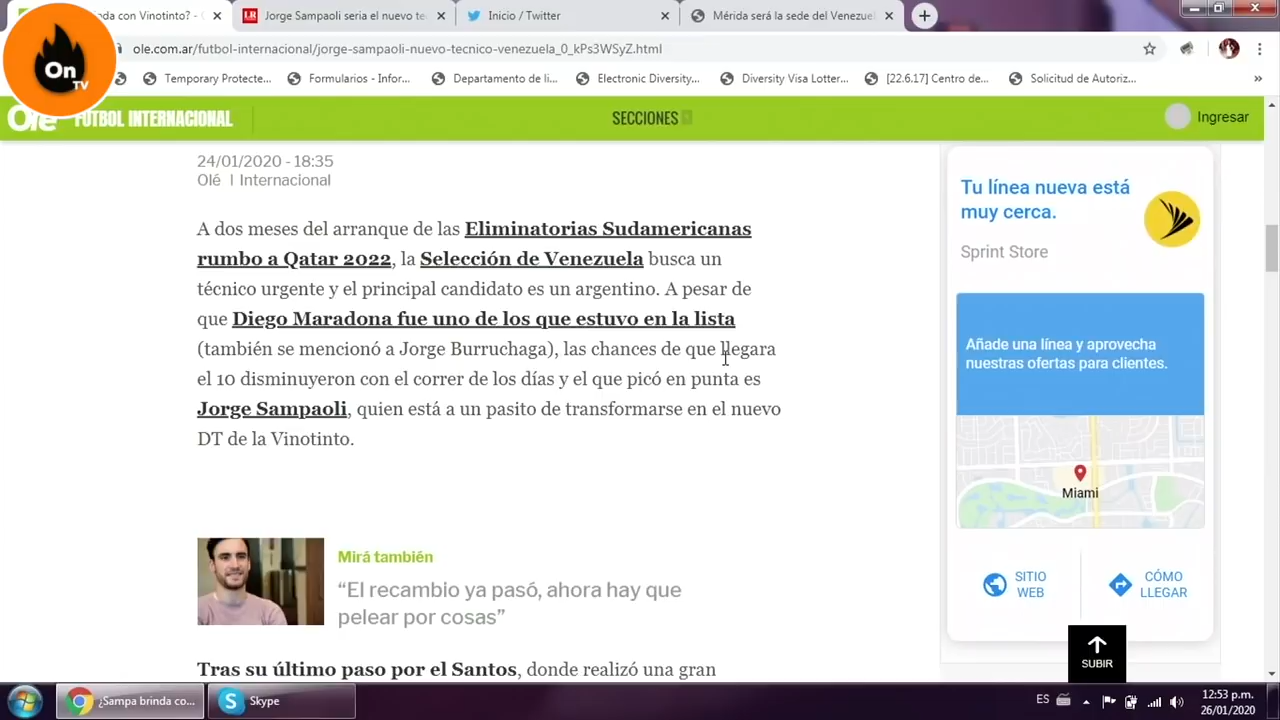 inda con Vinotinto? - C
Jorge Sampaoli seria el nuevo te
Inicio / Twitter
Mérida será la sede del Venezuel
ole.com.ar/futbol-internacional/jorge-sampaoli-nuevo-tecnico-venezuela_0_kPs3WSyZ.html
On
TV
Temporary Protecte...
Formularios - Infor...
Departamento de li...
Electronic Diversity...
Diversity Visa Lotter...
[22.6.17] Centro de...
Solicitud de Autoriz...
Olé FÚTBOL INTERNACIONAL
SECCIONES
Ingresar
24/01/2020 - 18:35
Olé | Internacional
A dos meses del arranque de las Eliminatorias Sudamericanas
rumbo a Qatar 2022, la Selección de Venezuela busca un
técnico urgente y el principal candidato es un argentino. A pesar de
que Diego Maradona fue uno de los que estuvo en la lista
(también se mencionó a Jorge Burruchaga), las chances de que llegara
el 10 disminuyeron con el correr de los días y el que picó en punta es
Jorge Sampaoli, quien está a un pasito de transformarse en el nuevo
DT de la Vinotinto.
Mirá también
“El recambio ya pasó, ahora hay que
pelear por cosas”
Tras su último paso por el Santos, donde realizó una gran
Tu línea nueva está
muy cerca.
Sprint Store
Añade una línea y aprovecha
nuestras ofertas para clientes.
Miami
SITIO
WEB
CÓMO
LLEGAR
SUBIR
¿Sampa brinda co...
Skype
ES
12:53 p.m.
26/01/2020